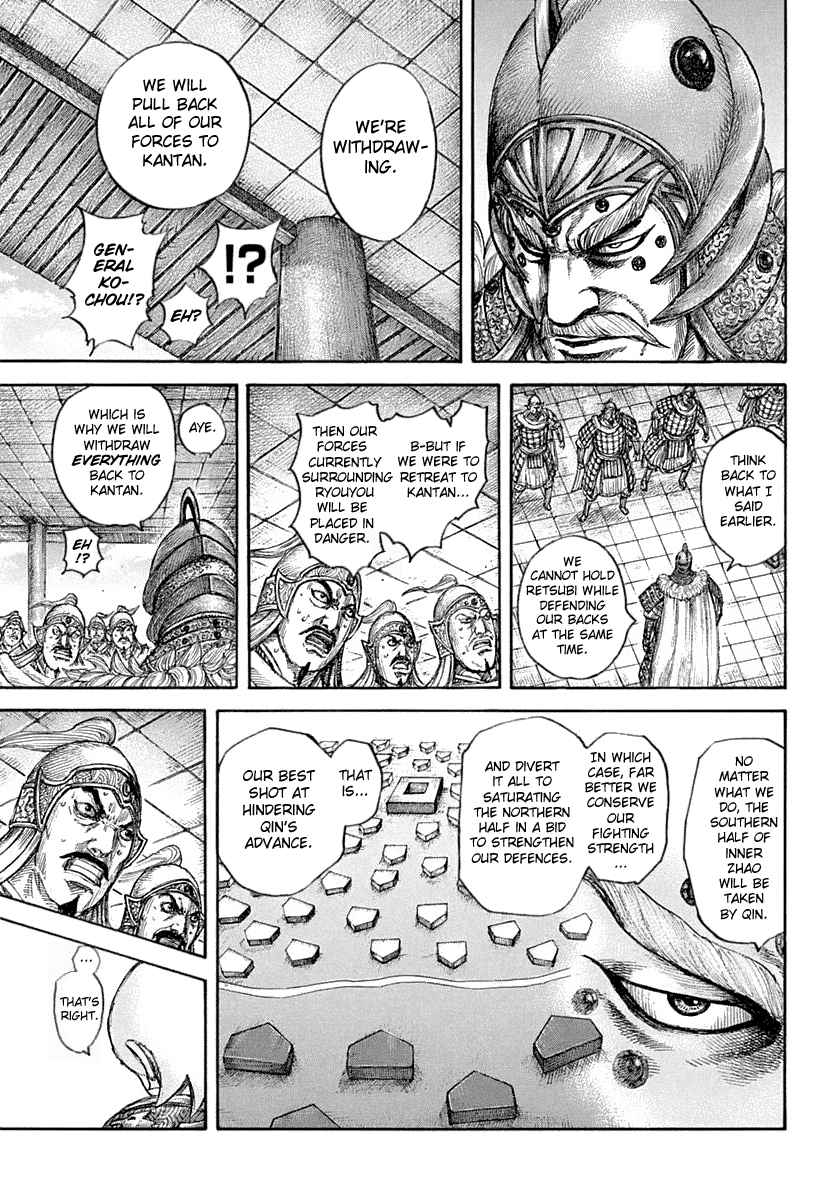 WE'RE
WITHDRAW-
ING.
WE WILL
PULL BACK
ALL OF OUR
FORCES TO
KANTAN.
!?
EH?
GEN-
ERAL
KO-
CHOU!?
THINK
BACK TO
WHAT I
SAID
EARLIER.
WE
CANNOT HOLD
RETSUBI WHILE
DEFENDING
OUR BACKS
AT THE SAME
TIME.
B-BUT IF
WE WERE TO
RETREAT TO
KANTAN...
THEN OUR
FORCES
CURRENTLY
SURROUNDING
RYOUYOU
WILL BE
PLACED IN
DANGER.
AYE.
WHICH IS
WHY WE WILL
WITHDRAW
EVERYTHING
BACK TO
KANTAN.
EH
!?
NO
MATTER
WHAT WE
DO, THE
SOUTHERN
HALF OF
INNER
ZHAO
WILL BE
TAKEN
BY QIN.
IN WHICH
CASE, FAR
BETTER WE
CONSERVE
OUR
FIGHTING
STRENGTH
...
AND DIVERT
IT ALL TO
SATURATING
THE NORTHERN
HALF IN A BID
TO STRENGTHEN
OUR DEFENCES.
THAT
IS...
OUR BEST
SHOT AT
HINDERING
QIN'S
ADVANCE.
...
THAT'S
RIGHT.